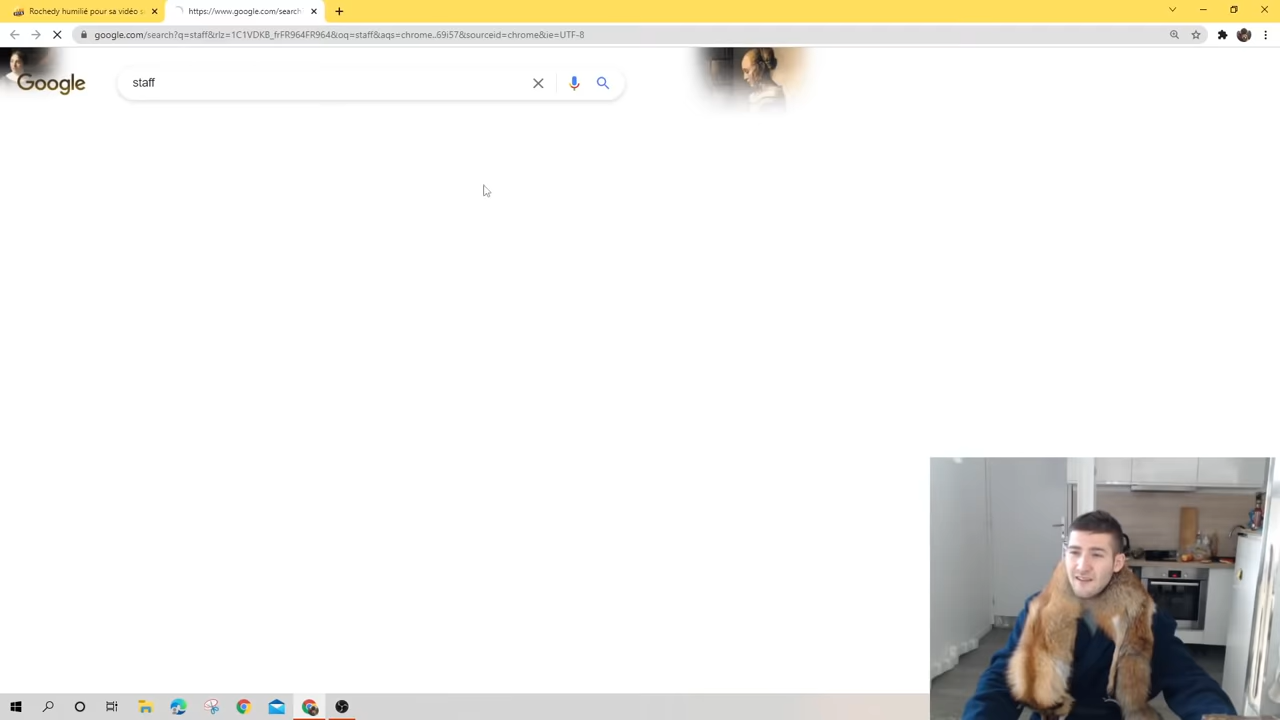 Rochedy humilié pour sa vidéo s
https://www.google.com/search
google.com/search?q=staff&rlz=1C1VDKB_frFR964FR964&oq=staff&aqs=chrome..69i57&sourceid=chrome&ie=UTF-8
Google
staff